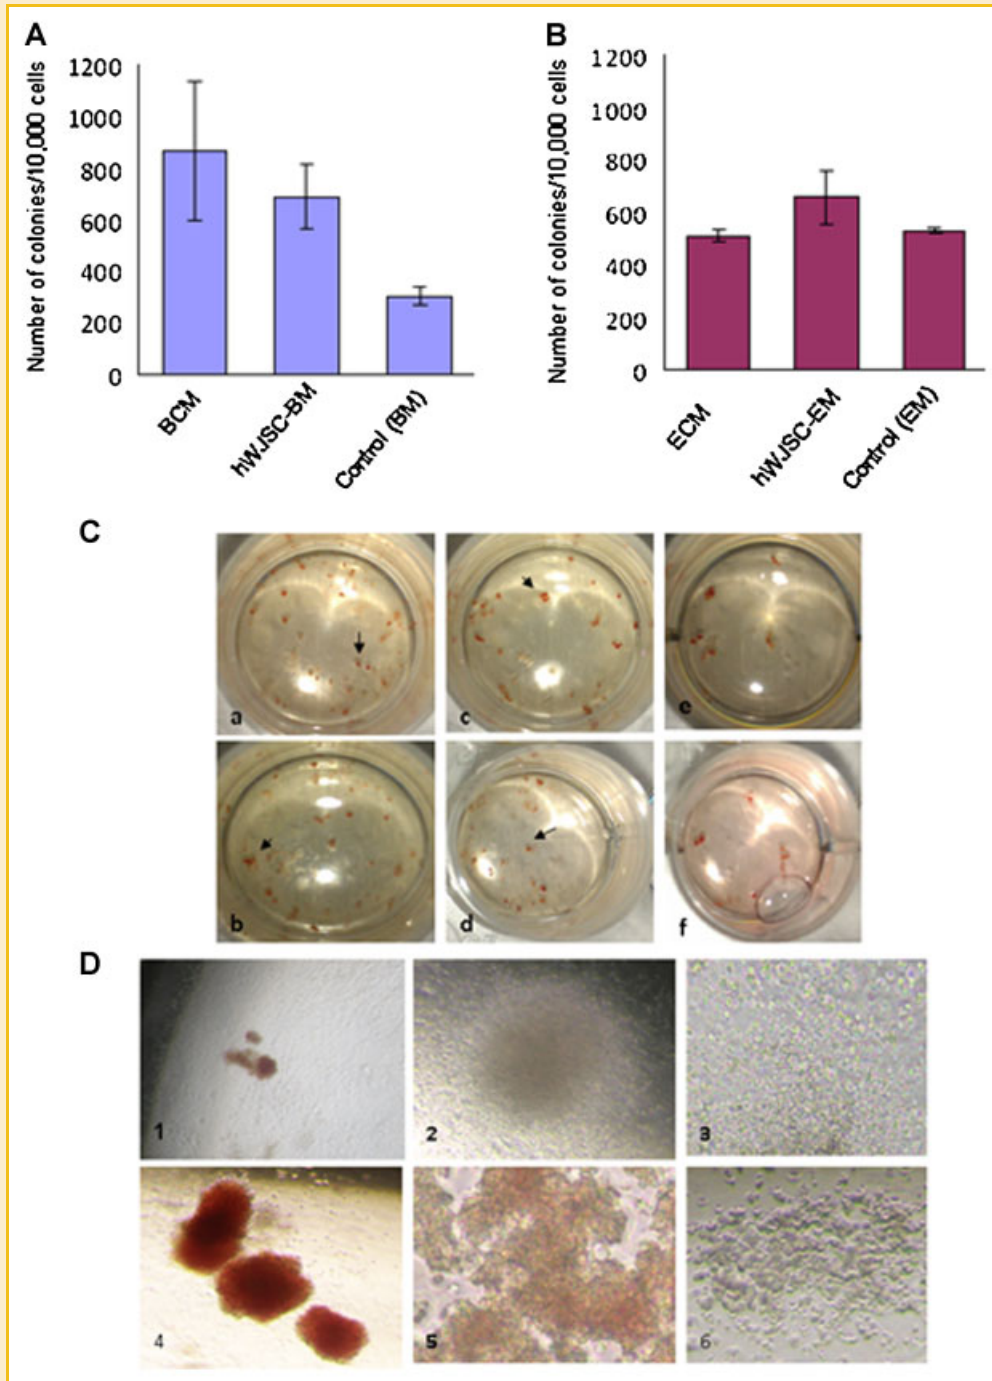 A
Number of colonies/10,000 cells
1200
1000
800
600
400
200
0
BCM
hWJSC-BM
Control (BM)
B
Number of colonies/10,000 cells
1200
1000
800
600
400
200
0
ECM
hWJSC-EM
Control (EM)
C
a
c
e
b
d
f
D
1
2
3
4
5
6